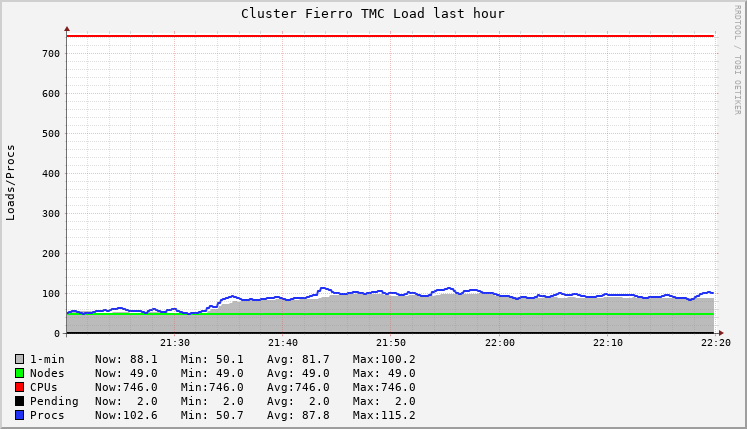 Cluster Fierro TMC Load last hour
RRDTOOL / TOBI OETIKER
Loads/Procs
700
600
500
400
300
200
100
0
21:30 21:40 21:50 22:00 22:10 22:20
1-min Now: 88.1 Min: 50.1 Avg: 81.7 Max:100.2
Nodes Now: 49.0 Min: 49.0 Avg: 49.0 Max: 49.0
CPUs Now:746.0 Min:746.0 Avg:746.0 Max:746.0
Pending Now: 2.0 Min: 2.0 Avg: 2.0 Max: 2.0
Procs Now:102.6 Min: 50.7 Avg: 87.8 Max:115.2